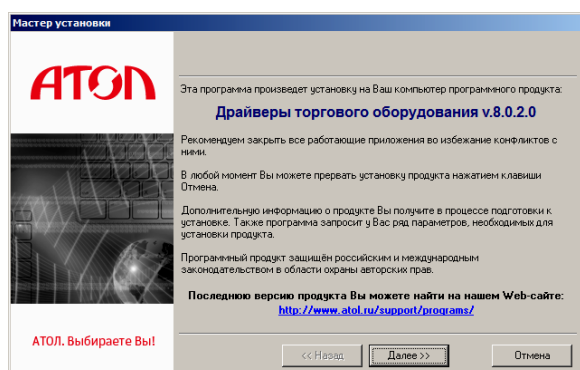 Мастер установки
АТОЛ
Эта программа произведет установку на Ваш компьютер программного продукта:
Драйверы торгового оборудования v.8.0.2.0
Рекомендуем закрыть все работающие приложения во избежание конфликтов с
ними.
В любой момент Вы можете прервать установку продукта нажатием клавиши
Отмена.
Дополнительную информацию о продукте Вы получите в процессе подготовки к
установке. Также программа запросит у Вас ряд параметров, необходимых для
установки продукта.
Программный продукт защищён российским и международным
законодательством в области охраны авторских прав.
Последнюю версию продукта Вы можете найти на нашем Web-сайте:
http://www.atol.ru/support/programs/
АТОЛ. Выбираете Вы!
<< Назад
Далее >>
Отмена